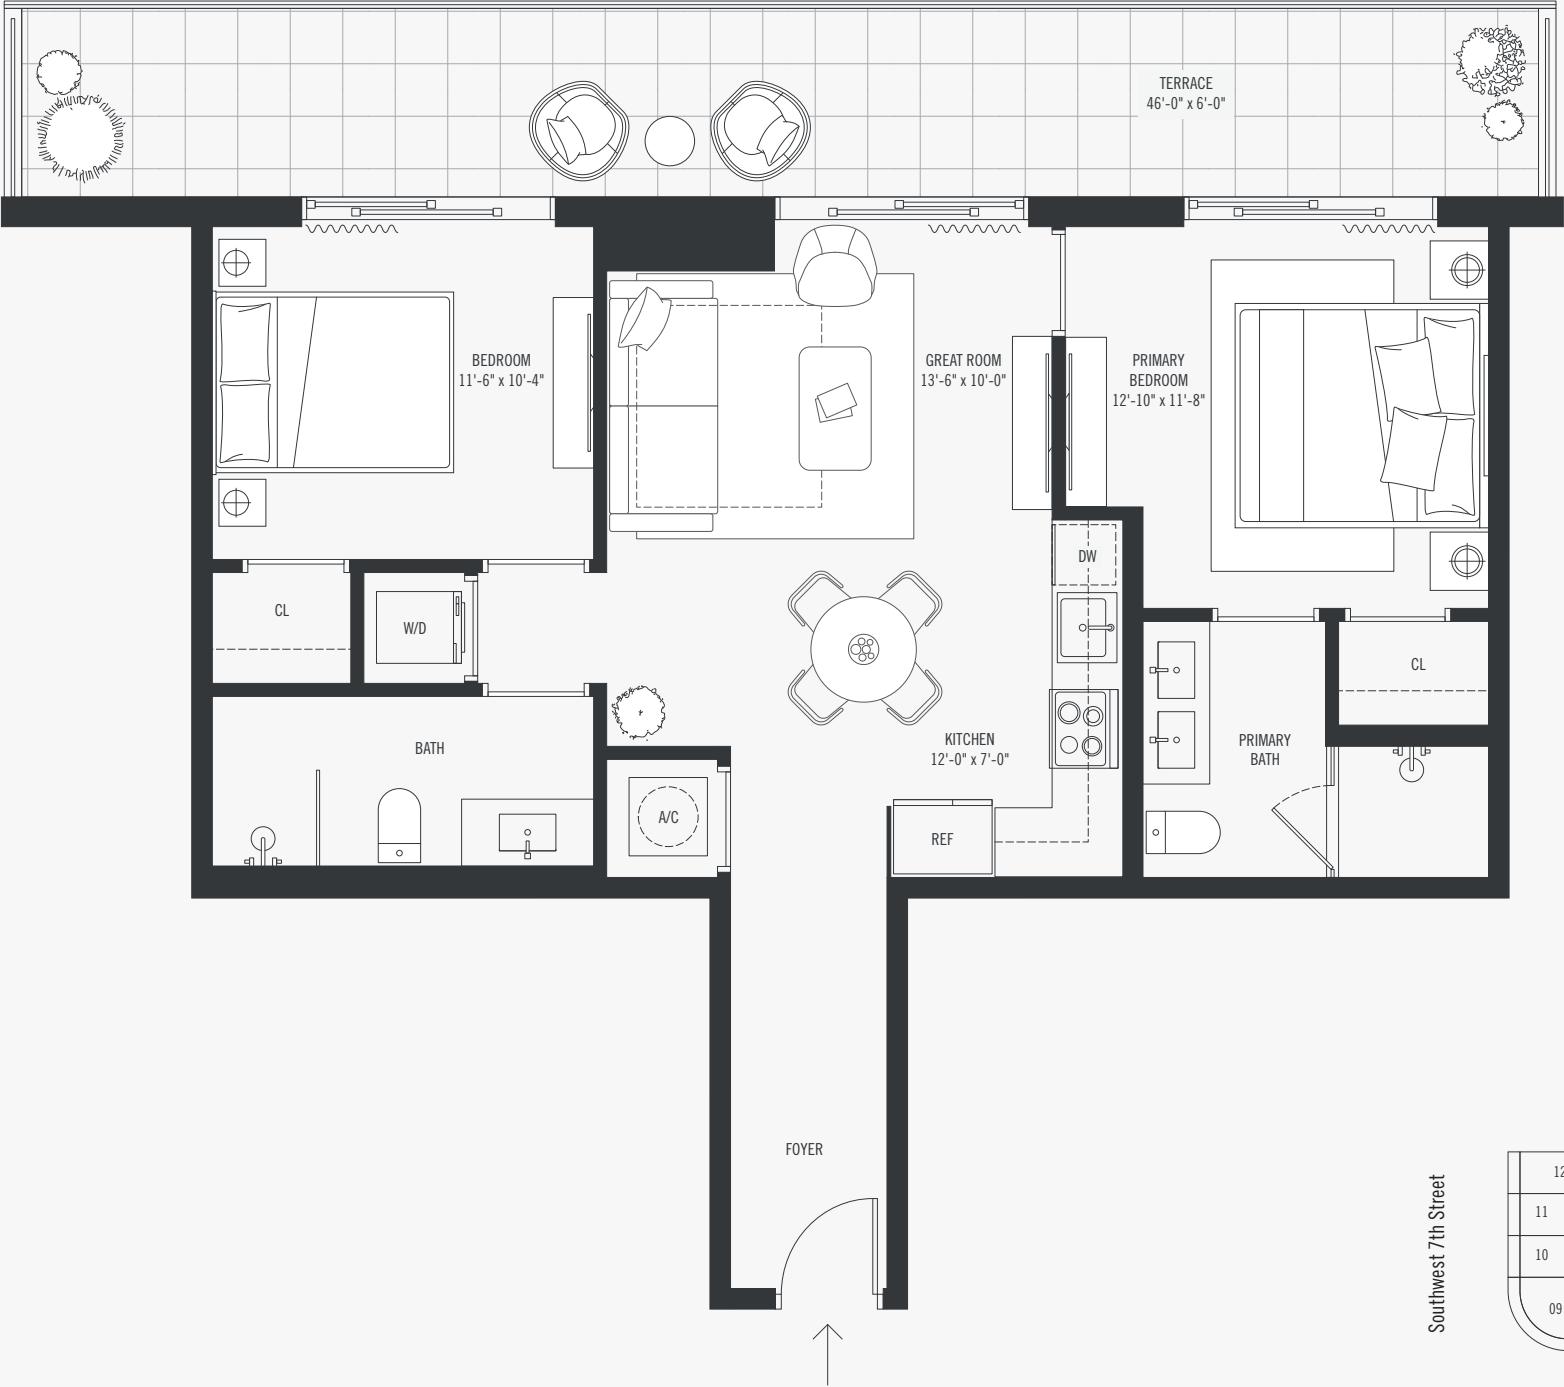 TERRACE
46'-0" x 6'-0"
BEDROOM
11'-6" x 10'-4"
GREAT ROOM
13'-6" x 10'-0"
PRIMARY
BEDROOM
12'-10" x 11'-8"
DW
CL
W/D
CL
BATH
KITCHEN
12'-0" x 7'-0"
PRIMARY
BATH
A/C
REF
FOYER
Southwest 7th Street
12
11
10
09